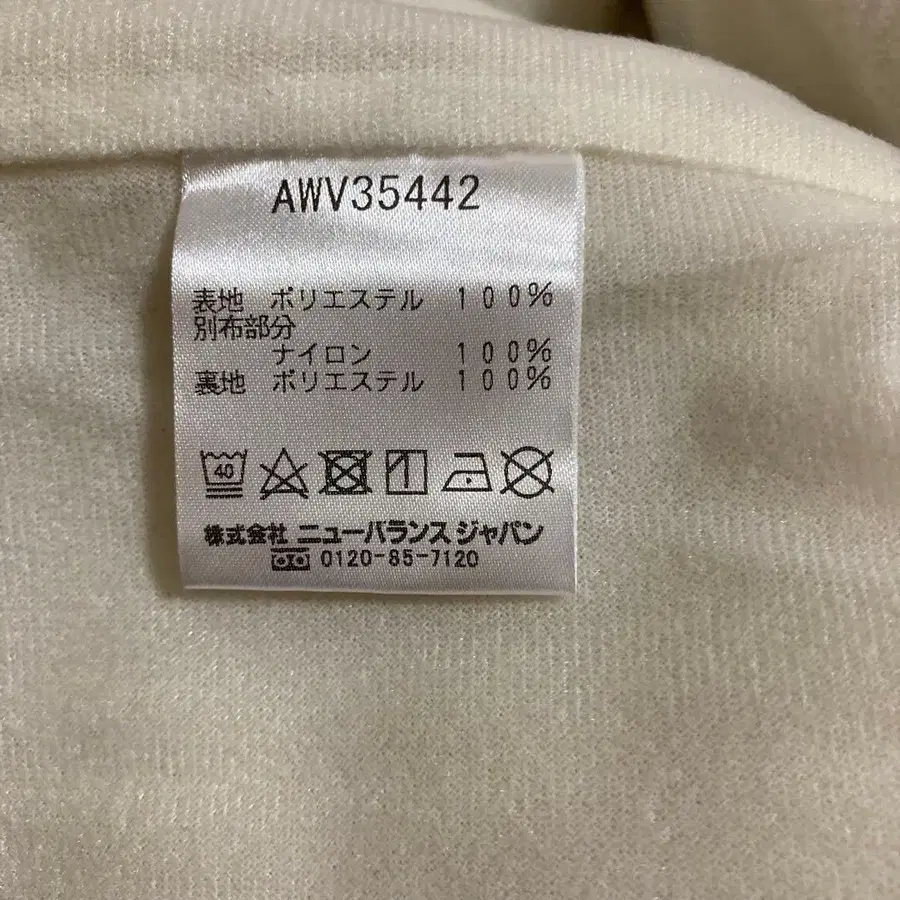 AWV35442
表地 ポリエステル 100%
別布部分
ナイロン 100%
裏地 ポリエステル 100%
40
株式会社 ニューバランス ジャパン
0120-85-7120